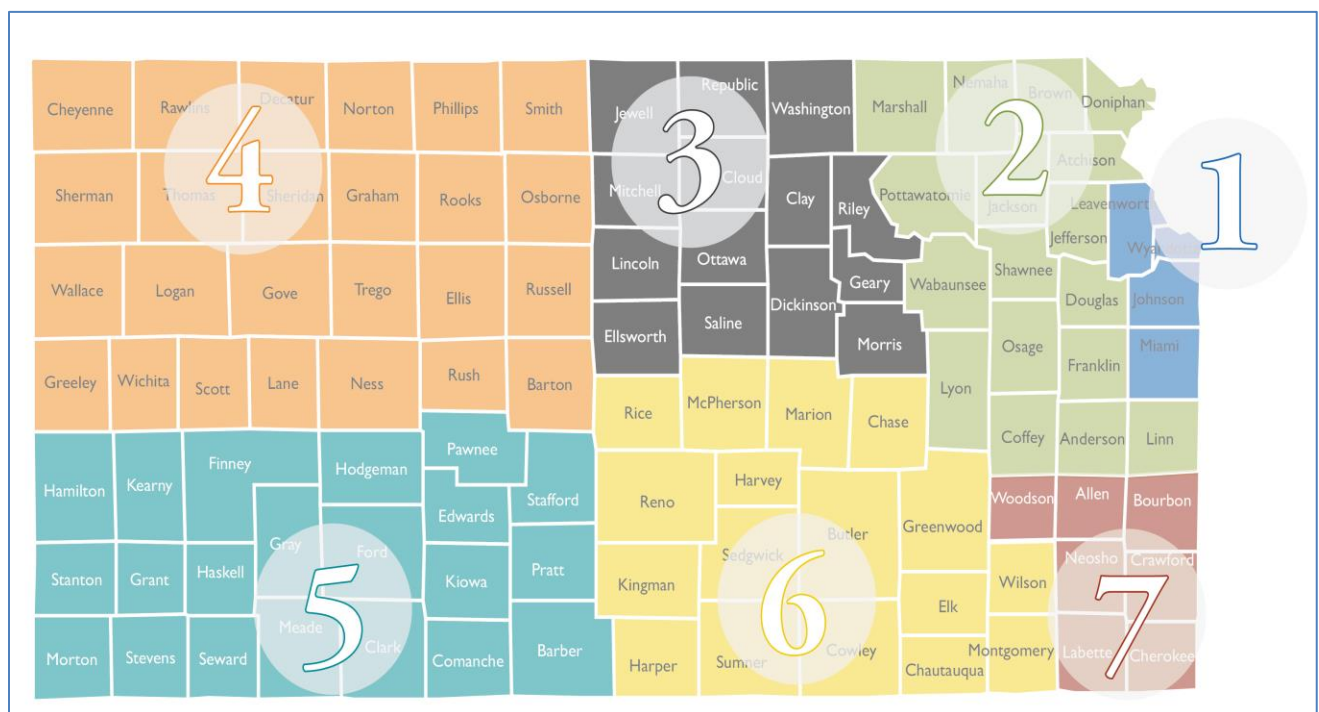 Cheyenne Rawlins Decatur Norton Phillips Smith Jewell Republic Washington Marshall Nemaha Brown Doniphan
4 3 2 1
Sherman Thomas Sheridan Graham Rooks Osborne Mitchell Cloud Clay Riley Pottawatomie Jackson Atchison
Leavenwort
Jefferson Wyandotte
Wallace Logan Gove Trego Ellis Russell Lincoln Ottawa Dickinson Geary Wabaunsee Shawnee Douglas Johnson
Ellsworth Saline Morris Osage Franklin Miami
Greeley Wichita Scott Lane Ness Rush Barton Rice McPherson Marion Chase Lyon Coffey Anderson Linn
Hamilton Kearny Finney Hodgeman Pawnee Stafford Reno Harvey Butler Greenwood Woodson Allen Bourbon
Gray Ford Edwards Sedgwick
Stanton Grant Haskell Kiowa Pratt Kingman Elk Wilson Neosho Crawford
5 6 7
Morton Stevens Seward Meade Clark Comanche Barber Harper Sumner Cowley Chautauqua Montgomery Labette Cherokee